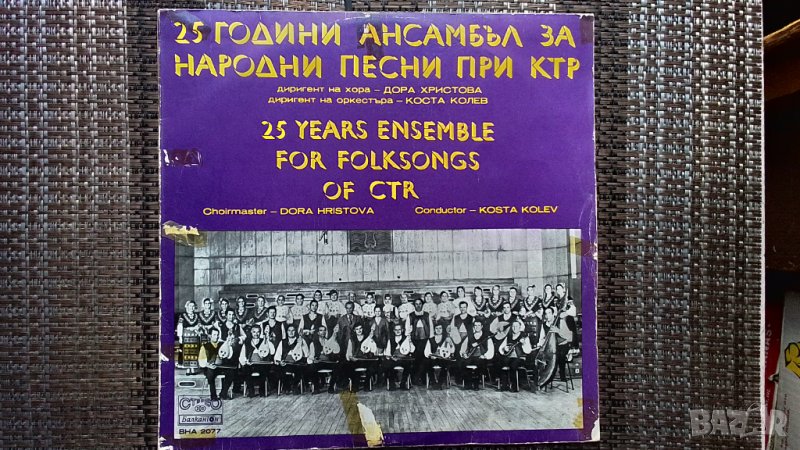 25 ГОДИНИ АНСАМБЪЛ ЗА
НАРОДНИ ПЕСНИ ПРИ КТР
диригент на хора – ДОРА ХРИСТОВА
диригент на оркестъра – КОСТА КОЛЕВ
25 YEARS ENSEMBLE
FOR FOLKSONGS
OF CTR
Choirmaster – DORA HRISTOVA Conductor – KOSTA KOLEV
СТЕРЕО
Балкантон
ВНА 2077
BAZAR